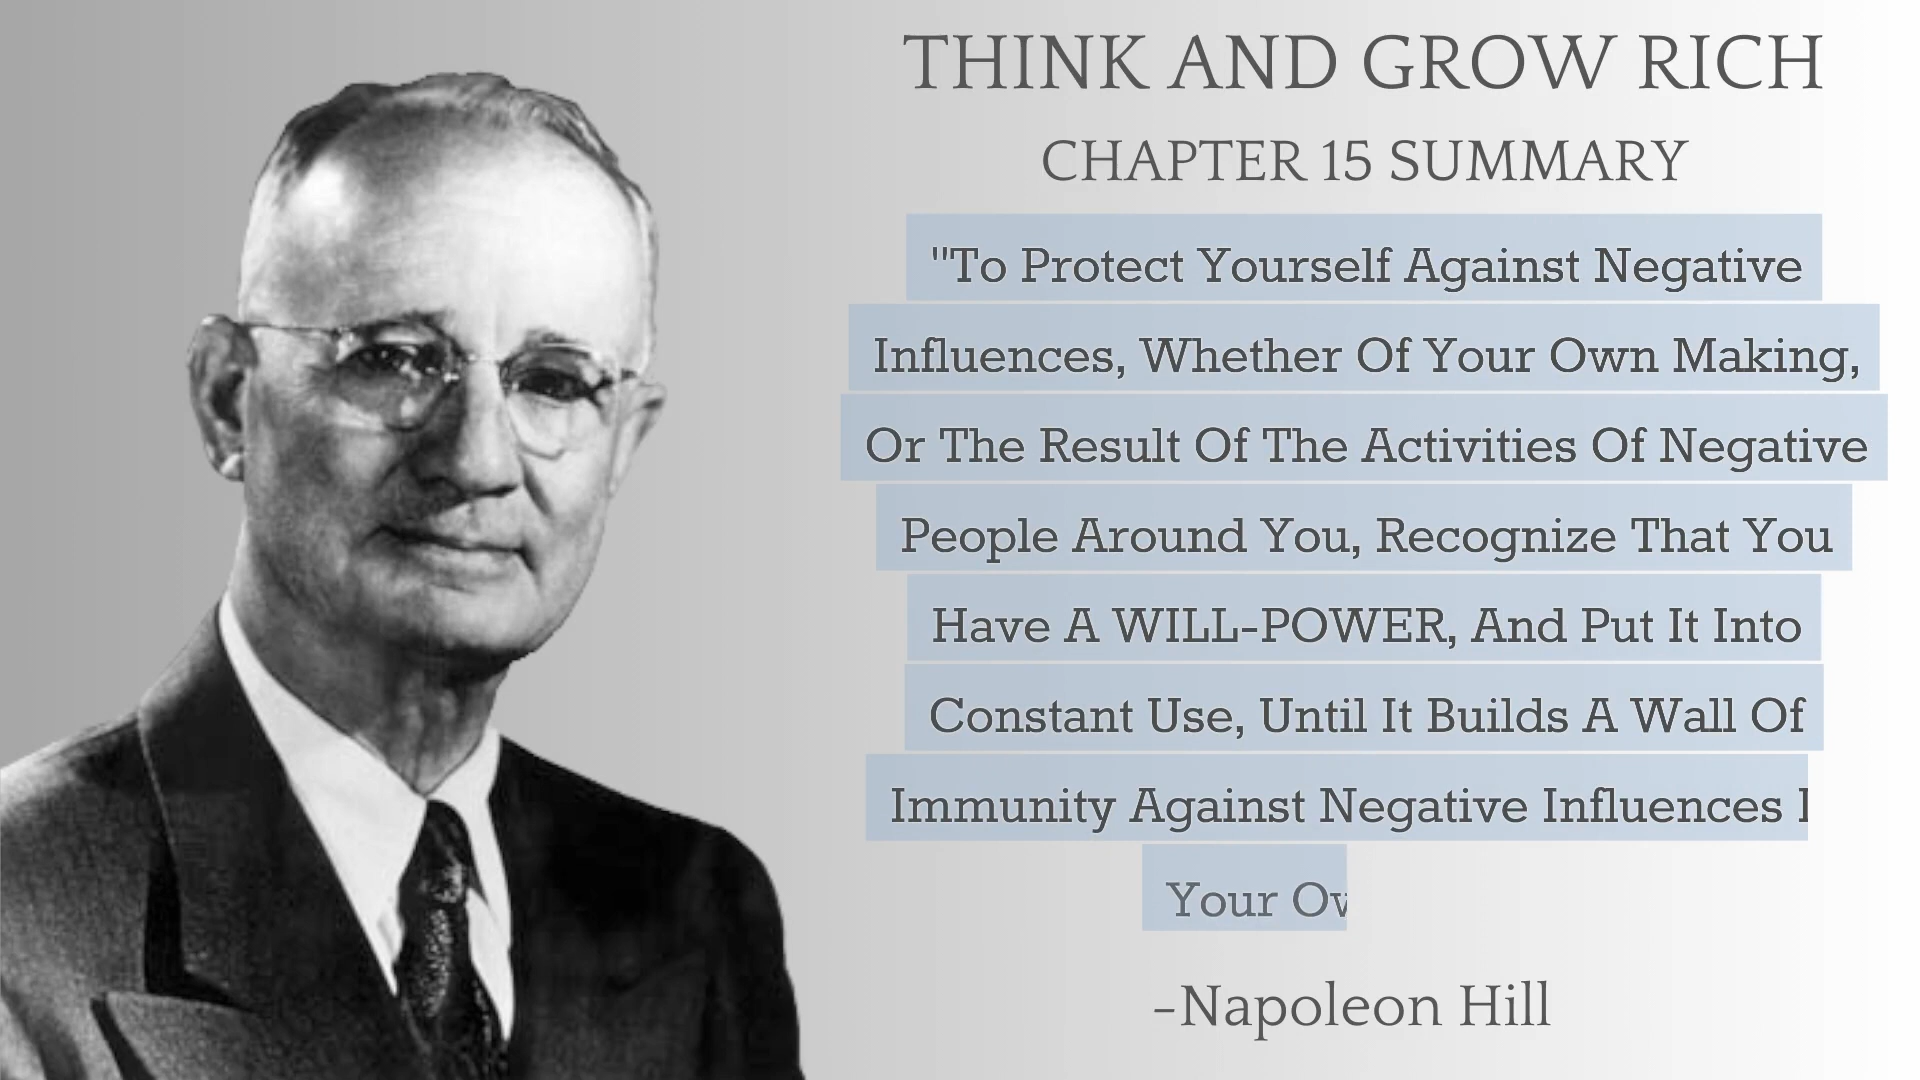 THINK AND GROW RICH
CHAPTER 15 SUMMARY
"To Protect Yourself Against Negative
Influences, Whether Of Your Own Making,
Or The Result Of The Activities Of Negative
People Around You, Recognize That You
Have A WILL-POWER, And Put It Into
Constant Use, Until It Builds A Wall Of
Immunity Against Negative Influences
Your
-Napoleon Hill